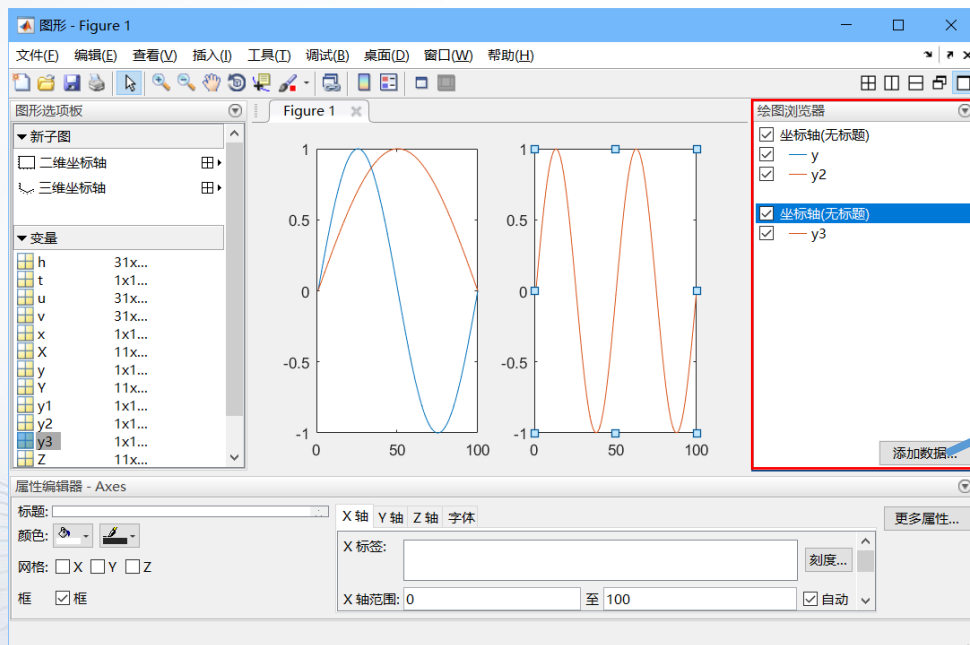 图形 - Figure 1
文件(F) 编辑(E) 查看(V) 插入(I) 工具(T) 调试(B) 桌面(D) 窗口(W) 帮助(H)
图形选项板
Figure 1
绘图浏览器
新子图
二维坐标轴
三维坐标轴
变量
h 31x...
t 1x1...
u 31x...
v 31x...
x 1x1...
X 11x...
y 1x1...
Y 11x...
y1 1x1...
y2 1x1...
y3 1x1...
Z 11x...
1
0.5
0
-0.5
-1
0 50 100
1
0.5
0
-0.5
-1
0 50 100
坐标轴(无标题)
y
y2
坐标轴(无标题)
y3
添加数据...
属性编辑器 - Axes
标题:
颜色:
网格: X Y Z
框 框
X 轴 Y 轴 Z 轴 字体
X 标签:
刻度...
X 轴范围: 0 至 100 自动
更多属性...